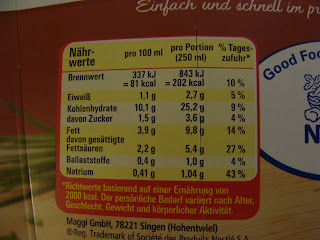 Einfach und schnell im
Nähr-
werte
pro 100 ml
pro Portion
(250 ml)
% Tages-
zufuhr*
Brennwert 337 kJ 843 kJ
= 81 kcal = 202 kcal 10 %
Eiweiß 1,1 g 2,7 g 5 %
Kohlenhydrate 10,1 g 25,2 g 9 %
davon Zucker 1,5 g 3,6 g 4 %
Fett 3,9 g 9,8 g 14 %
davon gesättigte
Fettsäuren 2,2 g 5,4 g 27 %
Ballaststoffe 0,4 g 1,0 g 4 %
Natrium 0,41 g 1,04 g 43 %
*Richtwerte basierend auf einer Ernährung von
2000 kcal. Der persönliche Bedarf variiert nach Alter,
Geschlecht, Gewicht und körperlicher Aktivität.
Maggi GmbH, 78221 Singen (Hohentwiel)
® Reg. Trademark of Société des Produits Nestlé S.A.
Good Foo
N